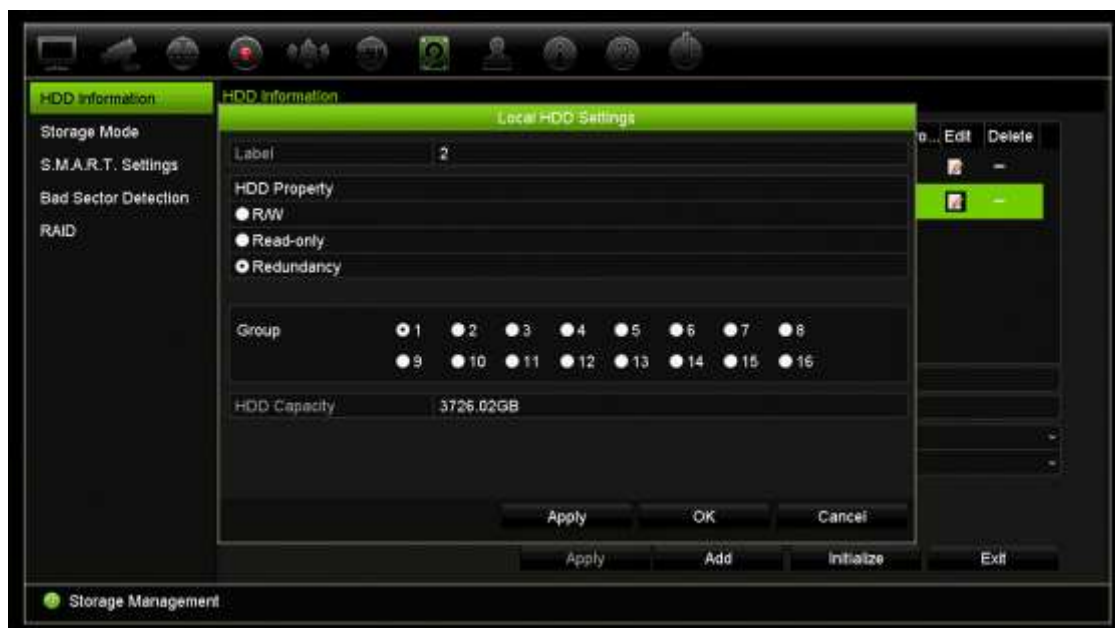 HDD Information
HDD Information
Local HDD Settings
Storage Mode
S.M.A.R.T. Settings
Bad Sector Detection
RAID
Label 2
HDD Property
R/W
Read-only
Redundancy
Group 1 2 3 4 5 6 7 8
9 10 11 12 13 14 15 16
HDD Capacity 3726.02GB
Edit Delete
Apply OK Cancel
Apply Add Initialize Exit
Storage Management